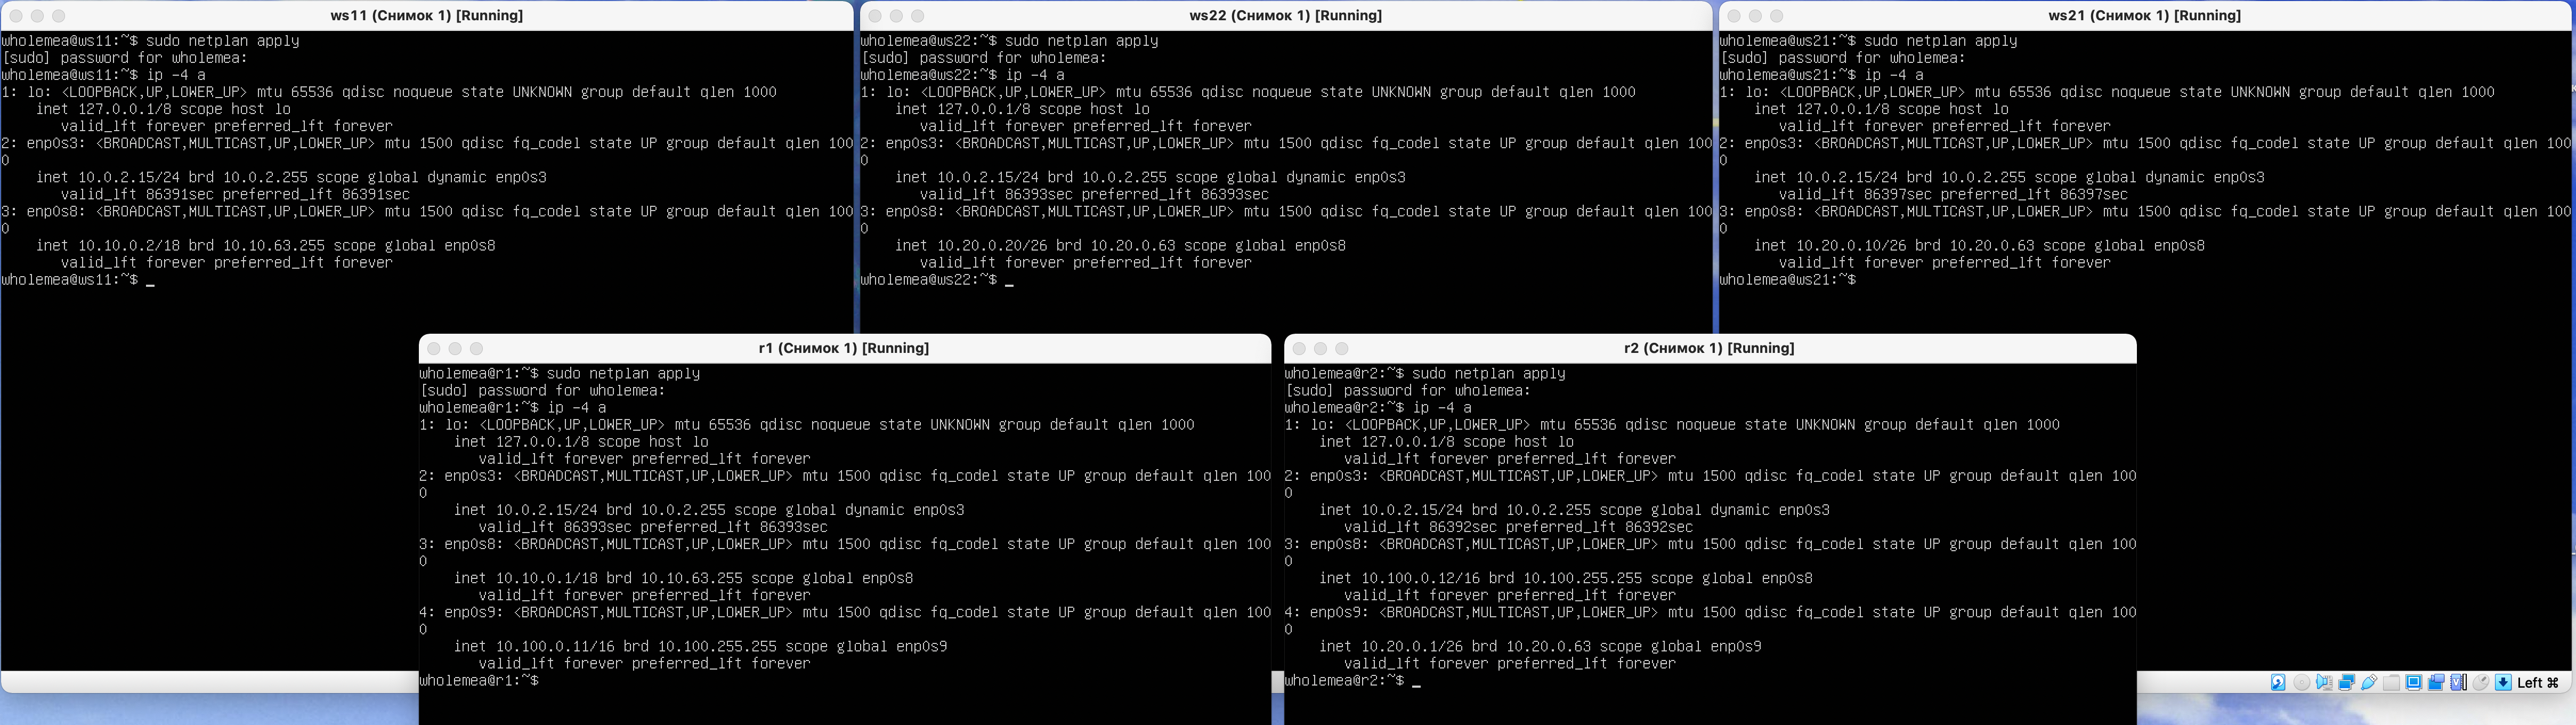 ws11 (Снимок 1) [Running]
wholemea@ws11:~$ sudo netplan apply
[sudo] password for wholemea:
wholemea@ws11:~$ ip -4 a
1: lo: <LOOPBACK,UP,LOWER_UP> mtu 65536 qdisc noqueue state UNKNOWN group default qlen 1000
    inet 127.0.0.1/8 scope host lo
       valid_lft forever preferred_lft forever
2: enp0s3: <BROADCAST,MULTICAST,UP,LOWER_UP> mtu 1500 qdisc fq_codel state UP group default qlen 100
0
    inet 10.0.2.15/24 brd 10.0.2.255 scope global dynamic enp0s3
       valid_lft 86391sec preferred_lft 86391sec
3: enp0s8: <BROADCAST,MULTICAST,UP,LOWER_UP> mtu 1500 qdisc fq_codel state UP group default qlen 100
0
    inet 10.10.0.2/18 brd 10.10.63.255 scope global enp0s8
       valid_lft forever preferred_lft forever
wholemea@ws11:~$ _
ws22 (Снимок 1) [Running]
wholemea@ws22:~$ sudo netplan apply
[sudo] password for wholemea:
wholemea@ws22:~$ ip -4 a
1: lo: <LOOPBACK,UP,LOWER_UP> mtu 65536 qdisc noqueue state UNKNOWN group default qlen 1000
    inet 127.0.0.1/8 scope host lo
       valid_lft forever preferred_lft forever
2: enp0s3: <BROADCAST,MULTICAST,UP,LOWER_UP> mtu 1500 qdisc fq_codel state UP group default qlen 100
0
    inet 10.0.2.15/24 brd 10.0.2.255 scope global dynamic enp0s3
       valid_lft 86393sec preferred_lft 86393sec
3: enp0s8: <BROADCAST,MULTICAST,UP,LOWER_UP> mtu 1500 qdisc fq_codel state UP group default qlen 100
0
    inet 10.20.0.20/26 brd 10.20.0.63 scope global enp0s8
       valid_lft forever preferred_lft forever
wholemea@ws22:~$ _
ws21 (Снимок 1) [Running]
wholemea@ws21:~$ sudo netplan apply
[sudo] password for wholemea:
wholemea@ws21:~$ ip -4 a
1: lo: <LOOPBACK,UP,LOWER_UP> mtu 65536 qdisc noqueue state UNKNOWN group default qlen 1000
    inet 127.0.0.1/8 scope host lo
       valid_lft forever preferred_lft forever
2: enp0s3: <BROADCAST,MULTICAST,UP,LOWER_UP> mtu 1500 qdisc fq_codel state UP group default qlen 100
0
    inet 10.0.2.15/24 brd 10.0.2.255 scope global dynamic enp0s3
       valid_lft 86397sec preferred_lft 86397sec
3: enp0s8: <BROADCAST,MULTICAST,UP,LOWER_UP> mtu 1500 qdisc fq_codel state UP group default qlen 100
0
    inet 10.20.0.10/26 brd 10.20.0.63 scope global enp0s8
       valid_lft forever preferred_lft forever
wholemea@ws21:~$
r1 (Снимок 1) [Running]
wholemea@r1:~$ sudo netplan apply
[sudo] password for wholemea:
wholemea@r1:~$ ip -4 a
1: lo: <LOOPBACK,UP,LOWER_UP> mtu 65536 qdisc noqueue state UNKNOWN group default qlen 1000
    inet 127.0.0.1/8 scope host lo
       valid_lft forever preferred_lft forever
2: enp0s3: <BROADCAST,MULTICAST,UP,LOWER_UP> mtu 1500 qdisc fq_codel state UP group default qlen 100
0
    inet 10.0.2.15/24 brd 10.0.2.255 scope global dynamic enp0s3
       valid_lft 86393sec preferred_lft 86393sec
3: enp0s8: <BROADCAST,MULTICAST,UP,LOWER_UP> mtu 1500 qdisc fq_codel state UP group default qlen 100
0
    inet 10.10.0.1/18 brd 10.10.63.255 scope global enp0s8
       valid_lft forever preferred_lft forever
4: enp0s9: <BROADCAST,MULTICAST,UP,LOWER_UP> mtu 1500 qdisc fq_codel state UP group default qlen 100
0
    inet 10.100.0.11/16 brd 10.100.255.255 scope global enp0s9
       valid_lft forever preferred_lft forever
wholemea@r1:~$
r2 (Снимок 1) [Running]
wholemea@r2:~$ sudo netplan apply
[sudo] password for wholemea:
wholemea@r2:~$ ip -4 a
1: lo: <LOOPBACK,UP,LOWER_UP> mtu 65536 qdisc noqueue state UNKNOWN group default qlen 1000
    inet 127.0.0.1/8 scope host lo
       valid_lft forever preferred_lft forever
2: enp0s3: <BROADCAST,MULTICAST,UP,LOWER_UP> mtu 1500 qdisc fq_codel state UP group default qlen 100
0
    inet 10.0.2.15/24 brd 10.0.2.255 scope global dynamic enp0s3
       valid_lft 86392sec preferred_lft 86392sec
3: enp0s8: <BROADCAST,MULTICAST,UP,LOWER_UP> mtu 1500 qdisc fq_codel state UP group default qlen 100
0
    inet 10.100.0.12/16 brd 10.100.255.255 scope global enp0s8
       valid_lft forever preferred_lft forever
4: enp0s9: <BROADCAST,MULTICAST,UP,LOWER_UP> mtu 1500 qdisc fq_codel state UP group default qlen 100
0
    inet 10.20.0.1/26 brd 10.20.0.63 scope global enp0s9
       valid_lft forever preferred_lft forever
wholemea@r2:~$ _
Left ⌘